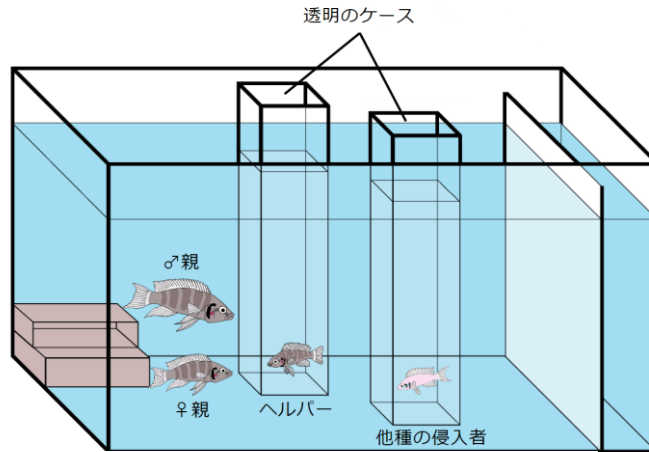 透明のケース
♂親
♀親
ヘルパー
他種の侵入者